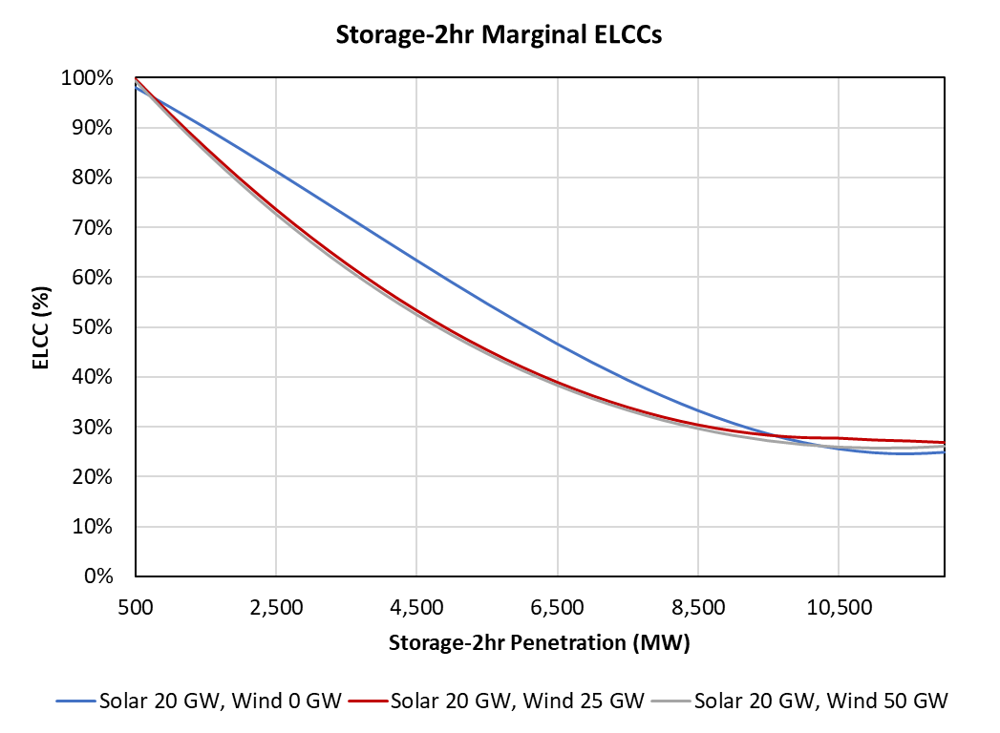 Storage-2hr Marginal ELCCs
100%
90%
80%
70%
60%
50%
40%
30%
20%
10%
0%
ELCC (%)
500 2,500 4,500 6,500 8,500 10,500
Storage-2hr Penetration (MW)
Solar 20 GW, Wind 0 GW Solar 20 GW, Wind 25 GW Solar 20 GW, Wind 50 GW